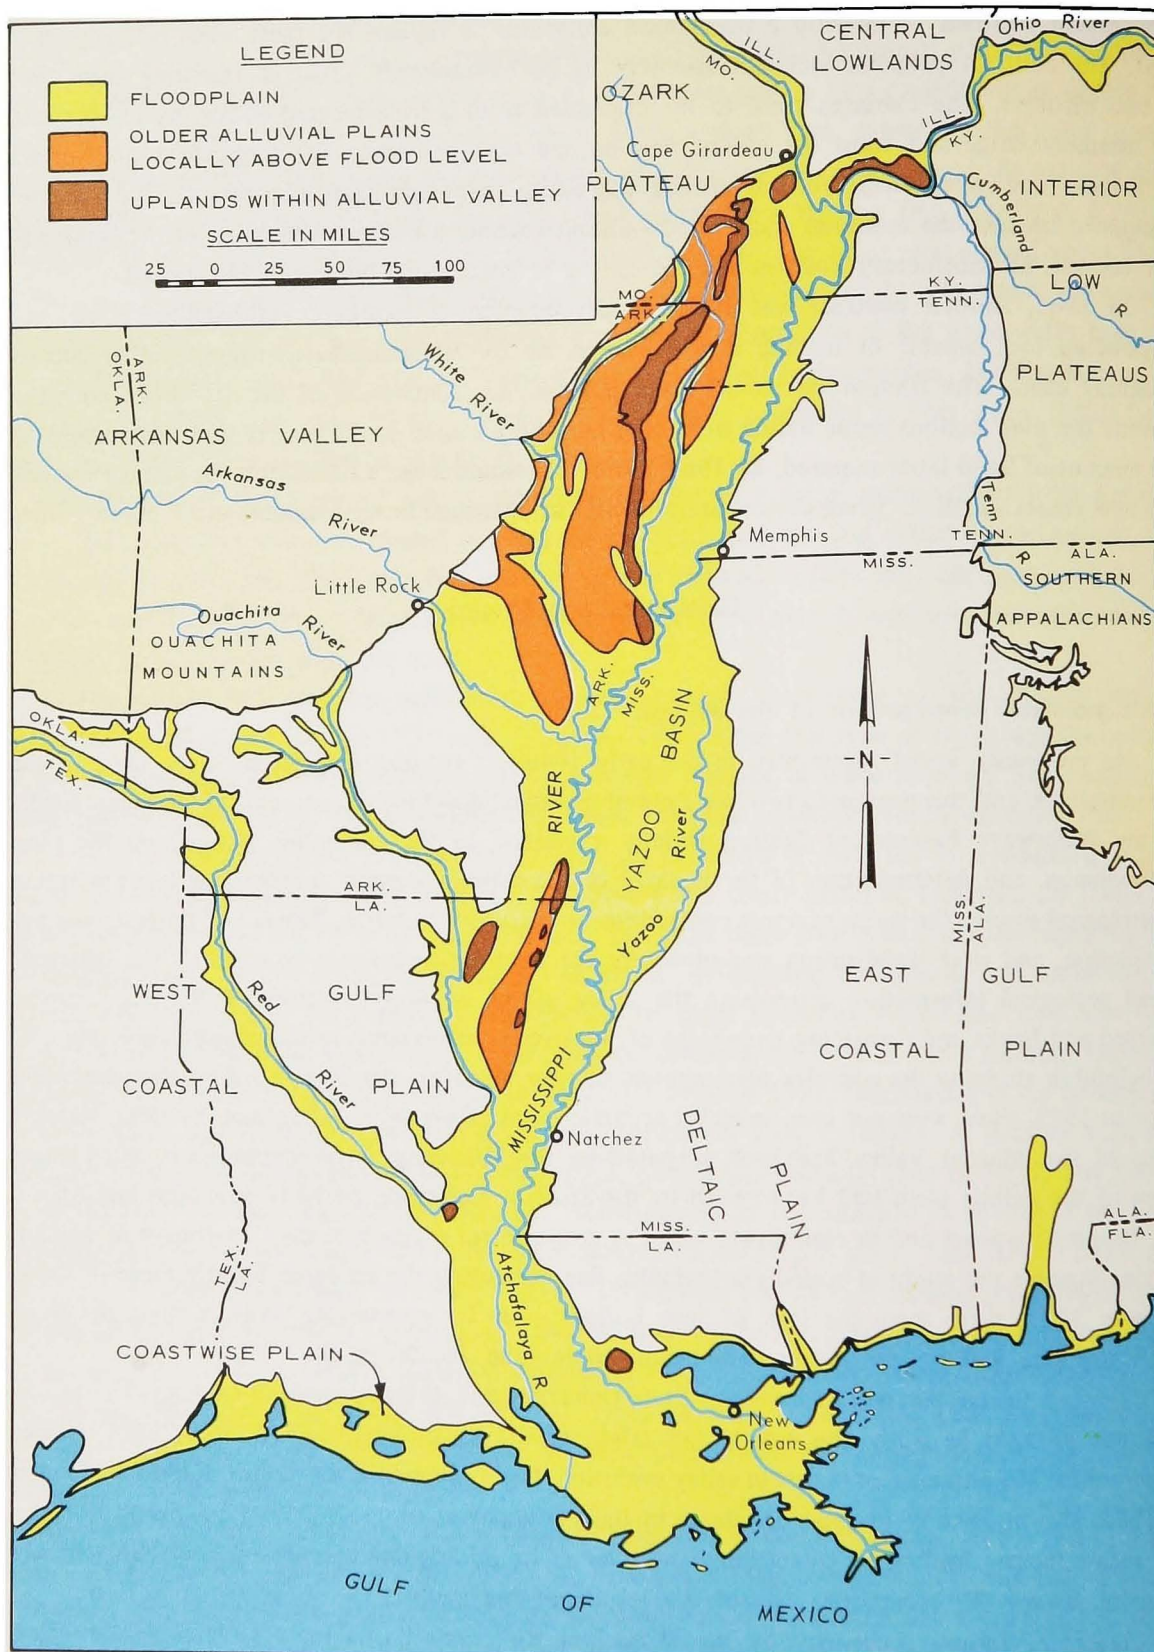 LEGEND
FLOODPLAIN
OLDER ALLUVIAL PLAINS
LOCALLY ABOVE FLOOD LEVEL
UPLANDS WITHIN ALLUVIAL VALLEY
SCALE IN MILES
25 0 25 50 75 100
ILL.
MO.
CENTRAL
LOWLANDS
Ohio River
OZARK
PLATEAU
Cape Girardeau
ILL.
KY.
Cumberland
R
INTERIOR
LOW
PLATEAUS
KY.
TENN.
MO.
ARK.
ARK.
OKLA.
White
River
ARKANSAS VALLEY
Arkansas
River
Little Rock
Memphis
MISS.
Tenn
R
TENN.
ALA.
SOUTHERN
APPALACHIANS
Ouachita
River
OUACHITA
MOUNTAINS
ARK.
MISS.
OKLA.
TEX.
YAZOO BASIN
Yazoo River
-N-
MISSISSIPPI RIVER
ARK.
LA.
MISS.
ALA.
WEST GULF
COASTAL PLAIN
Red
River
EAST GULF
COASTAL PLAIN
Natchez
DELTAIC
PLAIN
MISS.
LA.
ALA.
FLA.
TEX.
LA.
Atchafalaya R
COASTWISE PLAIN
New
Orleans
GULF OF MEXICO